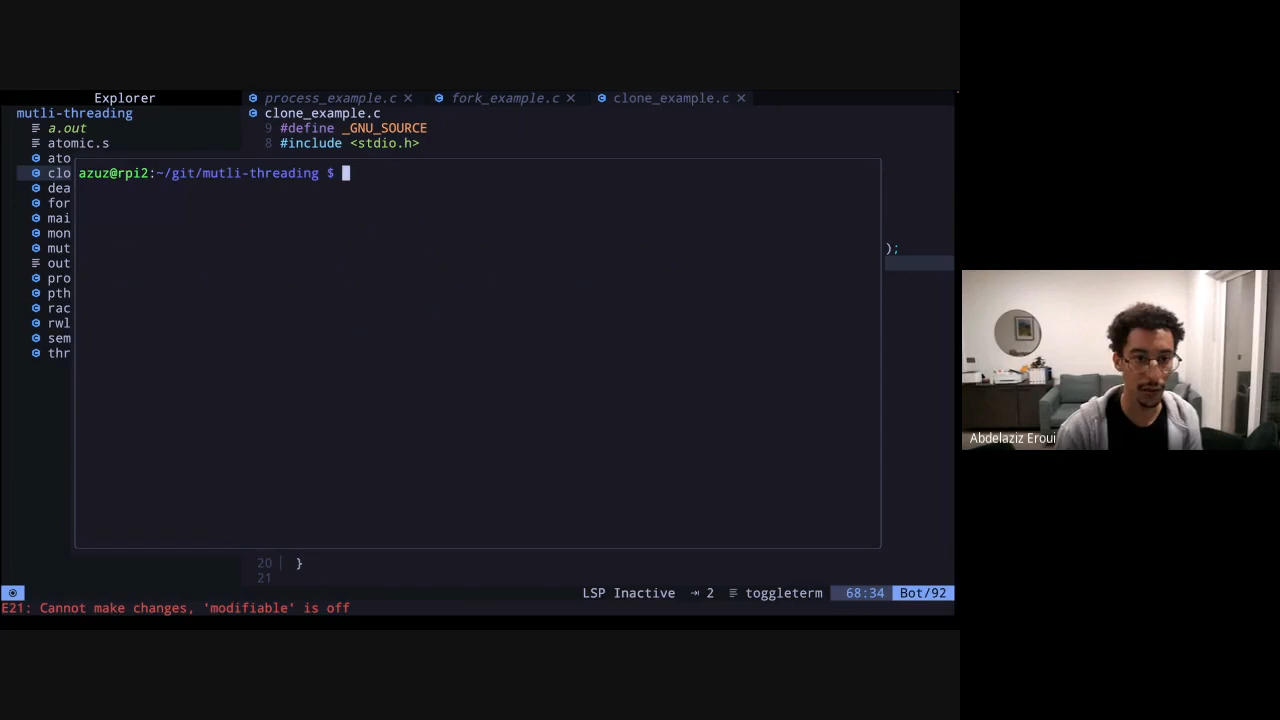 Explorer
process_example.c ×
fork_example.c ×
clone_example.c ×
mutli-threading
clone_example.c
a.out
9 #define _GNU_SOURCE
atomic.s
8 #include <stdio.h>
ato
clo
azuz@rpi2:~/git/mutli-threading $
dea
for
mai
mon
mut
);
out
pro
pth
rac
rwl
sem
thr
20 }
21
LSP Inactive ⇥ 2 toggleterm 68:34 Bot/92
E21: Cannot make changes, 'modifiable' is off
Abdelaziz Eroui